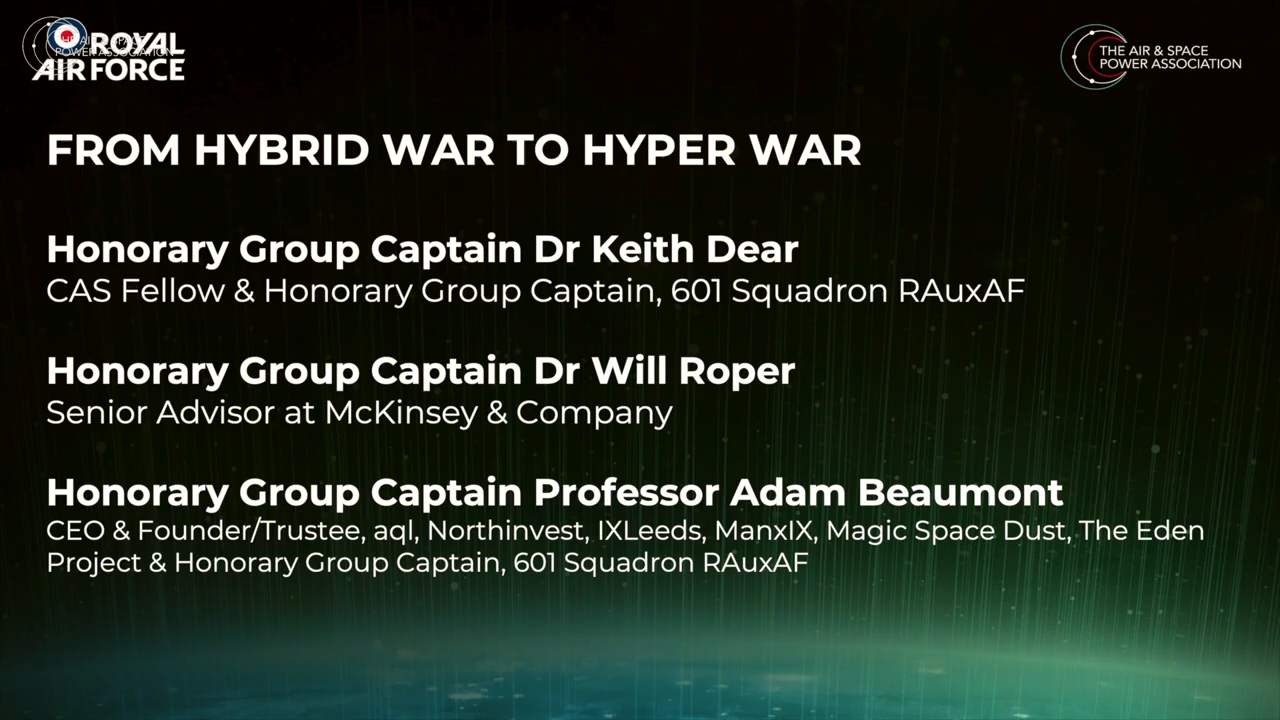 ROYAL
AIR FORCE
THE AIR & SPACE
POWER ASSOCIATION
FROM HYBRID WAR TO HYPER WAR
Honorary Group Captain Dr Keith Dear
CAS Fellow & Honorary Group Captain, 601 Squadron RAuxAF
Honorary Group Captain Dr Will Roper
Senior Advisor at McKinsey & Company
Honorary Group Captain Professor Adam Beaumont
CEO & Founder/Trustee, aql, Northinvest, IXLeeds, ManxIX, Magic Space Dust, The Eden
Project & Honorary Group Captain, 601 Squadron RAuxAF